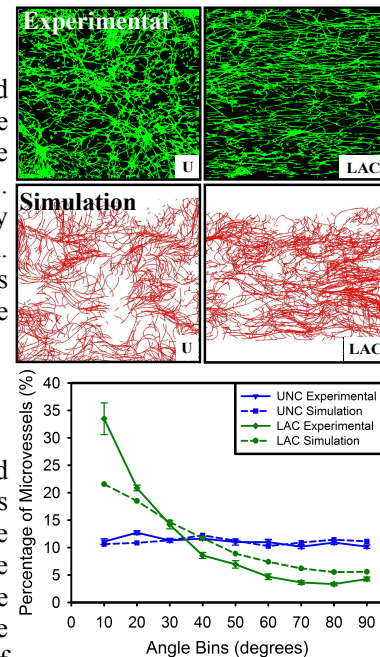 Experimental
U
LAC
Simulation
U
LAC
Percentage of Microvessels (%)
40
35
30
25
20
15
10
5
0
UNC Experimental
UNC Simulation
LAC Experimental
LAC Simulation
0 10 20 30 40 50 60 70 80 90
Angle Bins (degrees)